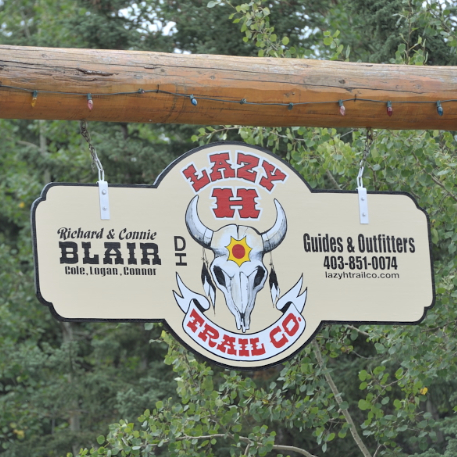 LAZY
H
Richard & Connie
BLAIR
Cole, Logan, Connor
TRAIL CO.
Guides & Outfitters
403-851-0074
lazyhtrailco.com